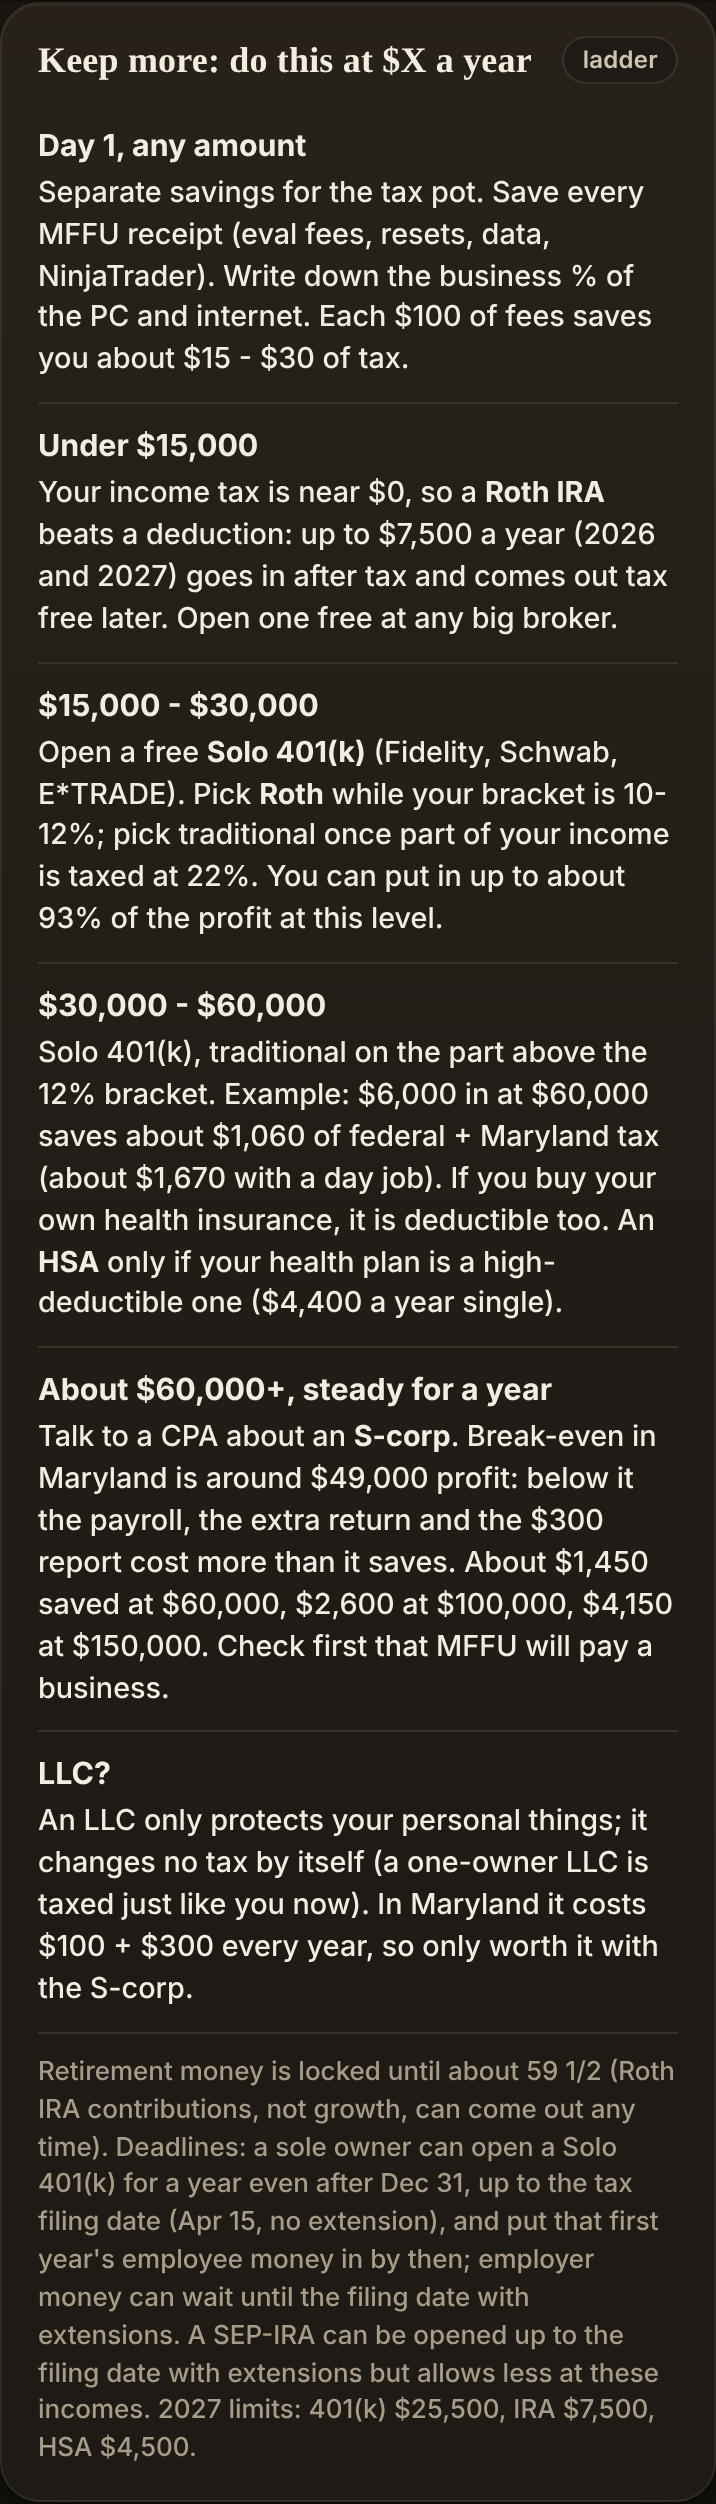 Keep more: do this at $X a year
ladder
Day 1, any amount
Separate savings for the tax pot. Save every
MFFU receipt (eval fees, resets, data,
NinjaTrader). Write down the business % of
the PC and internet. Each $100 of fees saves
you about $15 - $30 of tax.
Under $15,000
Your income tax is near $0, so a Roth IRA
beats a deduction: up to $7,500 a year (2026
and 2027) goes in after tax and comes out tax
free later. Open one free at any big broker.
$15,000 - $30,000
Open a free Solo 401(k) (Fidelity, Schwab,
E*TRADE). Pick Roth while your bracket is 10-
12%; pick traditional once part of your income
is taxed at 22%. You can put in up to about
93% of the profit at this level.
$30,000 - $60,000
Solo 401(k), traditional on the part above the
12% bracket. Example: $6,000 in at $60,000
saves about $1,060 of federal + Maryland tax
(about $1,670 with a day job). If you buy your
own health insurance, it is deductible too. An
HSA only if your health plan is a high-
deductible one ($4,400 a year single).
About $60,000+, steady for a year
Talk to a CPA about an S-corp. Break-even in
Maryland is around $49,000 profit: below it
the payroll, the extra return and the $300
report cost more than it saves. About $1,450
saved at $60,000, $2,600 at $100,000, $4,150
at $150,000. Check first that MFFU will pay a
business.
LLC?
An LLC only protects your personal things; it
changes no tax by itself (a one-owner LLC is
taxed just like you now). In Maryland it costs
$100 + $300 every year, so only worth it with
the S-corp.
Retirement money is locked until about 59 1/2 (Roth
IRA contributions, not growth, can come out any
time). Deadlines: a sole owner can open a Solo
401(k) for a year even after Dec 31, up to the tax
filing date (Apr 15, no extension), and put that first
year's employee money in by then; employer
money can wait until the filing date with
extensions. A SEP-IRA can be opened up to the
filing date with extensions but allows less at these
incomes. 2027 limits: 401(k) $25,500, IRA $7,500,
HSA $4,500.